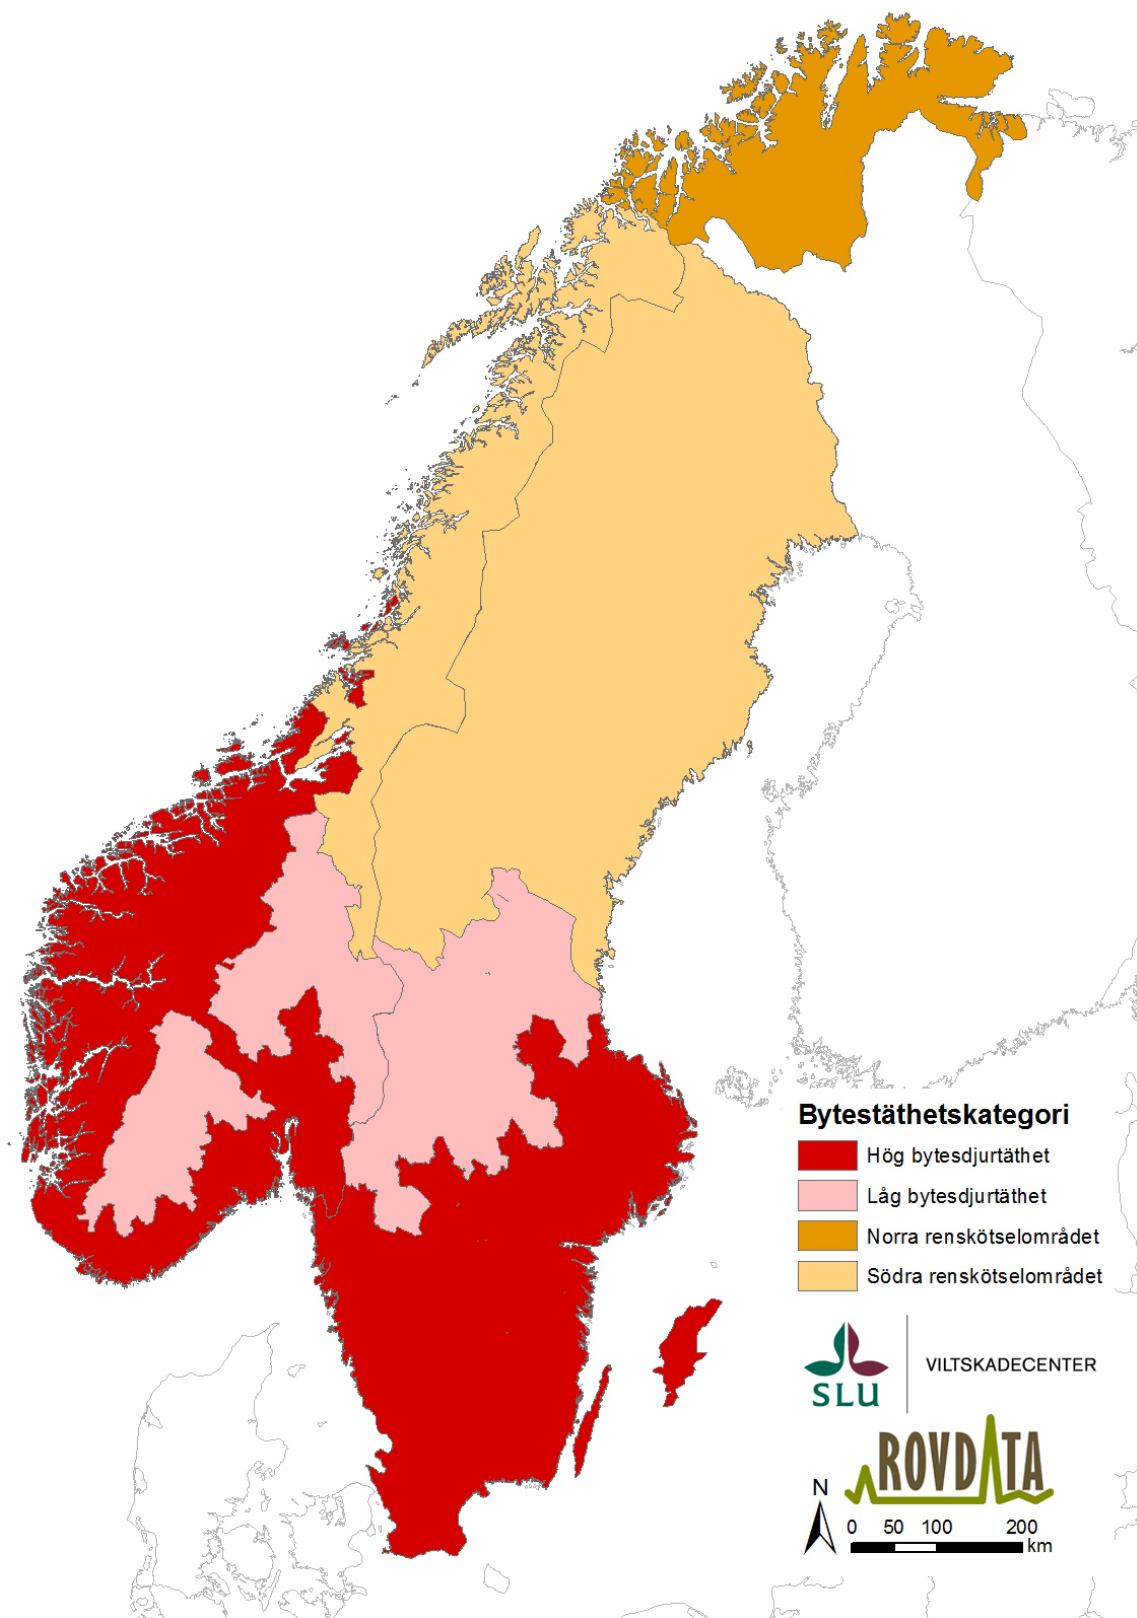 Bytestäthetskategori
Hög bytesdjurtäthet
Låg bytesdjurtäthet
Norra renskötselområdet
Södra renskötselområdet
SLU
VILTSKADECENTER
ROVDATA
N
0 50 100 200
km